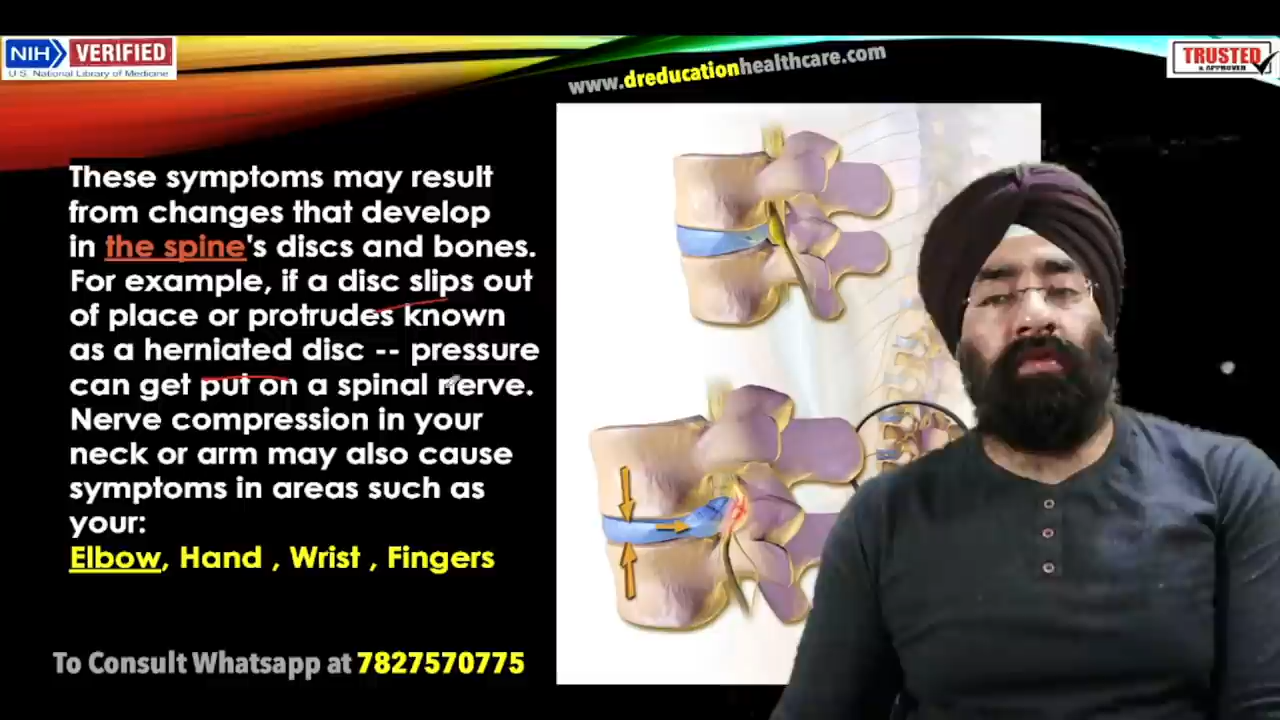 NIH VERIFIED
U.S. National Library of Medicine
www.dreducationhealthcare.com
TRUSTED
& APPROVED
These symptoms may result
from changes that develop
in the spine's discs and bones.
For example, if a disc slips out
of place or protrudes known
as a herniated disc -- pressure
can get put on a spinal nerve.
Nerve compression in your
neck or arm may also cause
symptoms in areas such as
your:
Elbow, Hand , Wrist , Fingers
To Consult Whatsapp at 7827570775